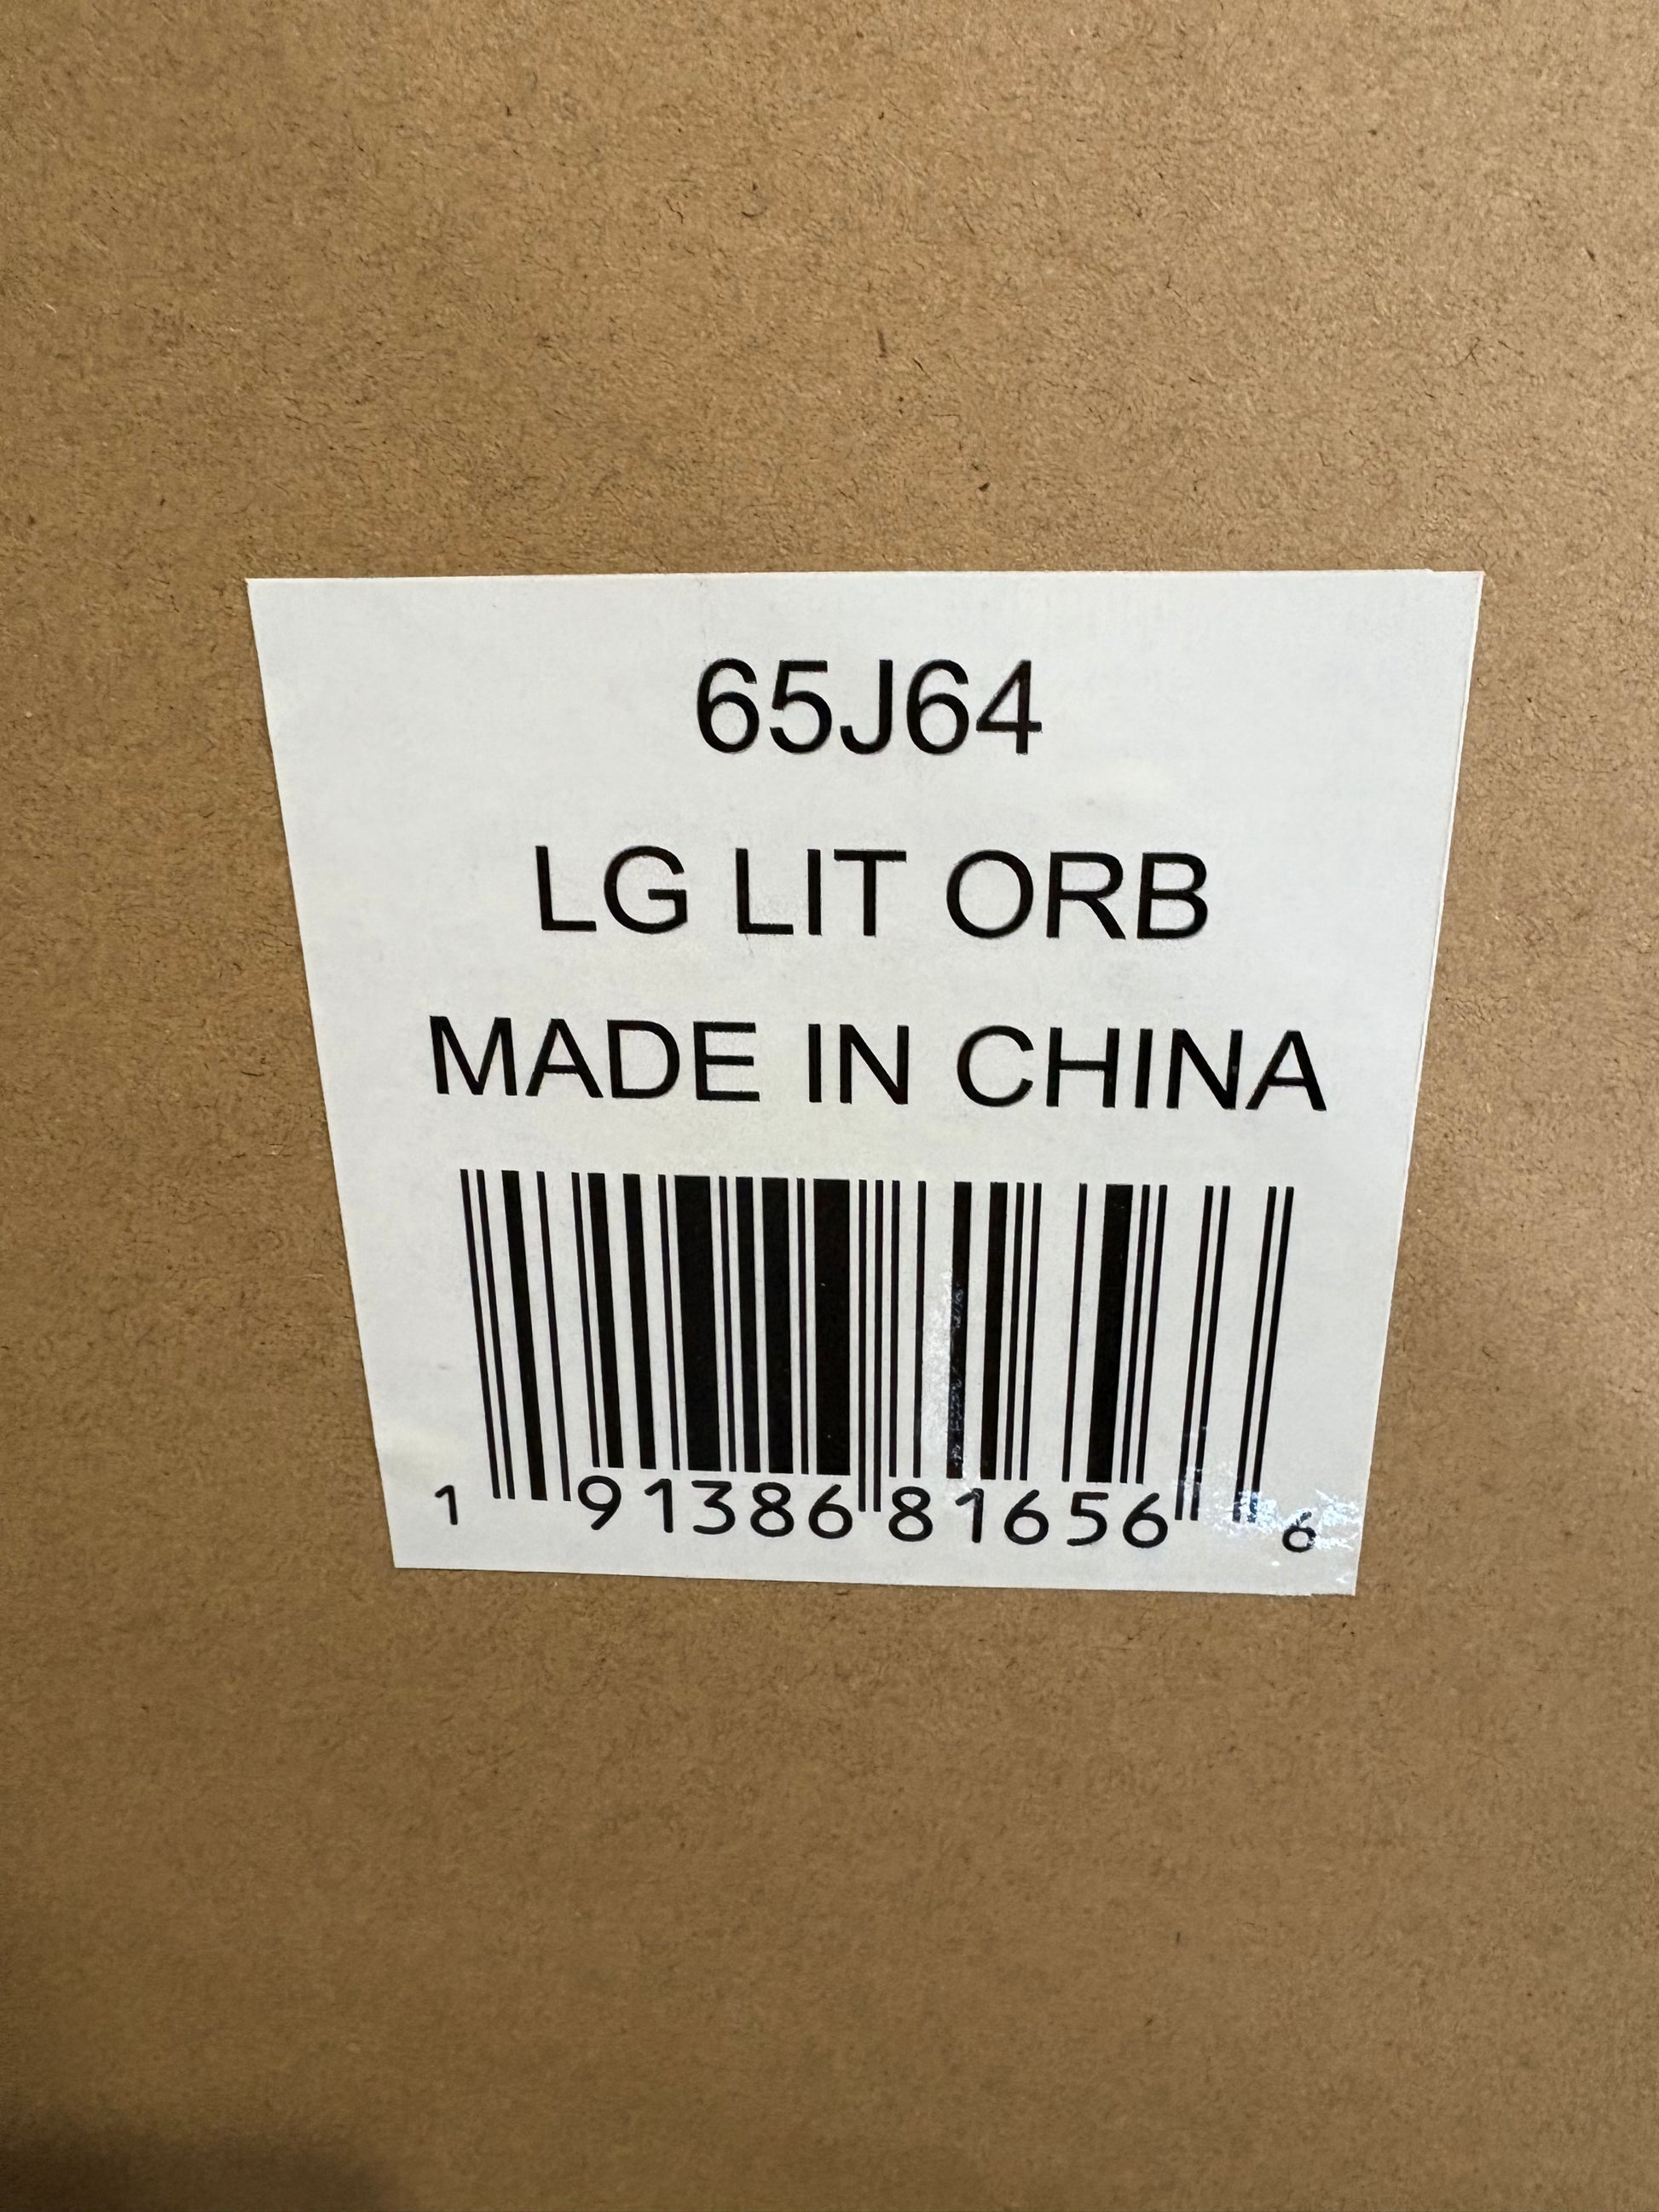 65J64
LG LIT ORB
MADE IN CHINA
1 91386 81656 6